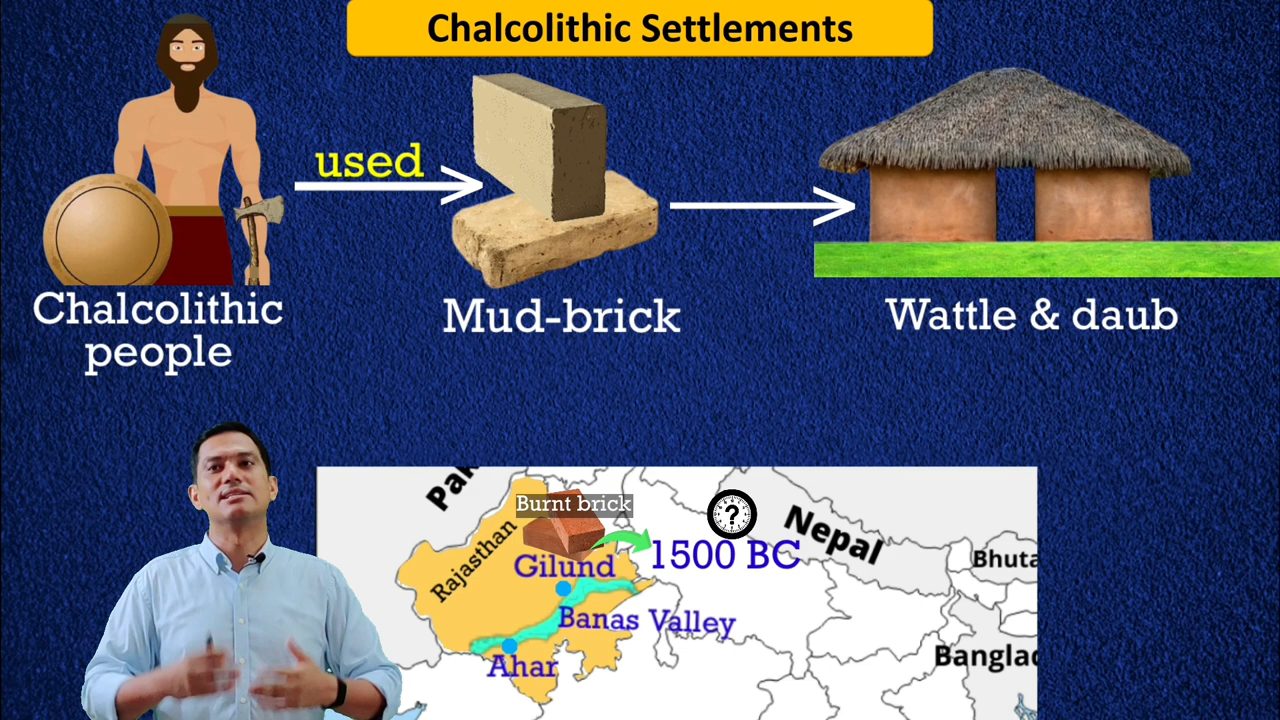 Chalcolithic Settlements
used
Chalcolithic
people
Mud-brick
Wattle & daub
Burnt brick
?
Nepal
Rajasthan
Gilund
1500 BC
Banas Valley
Ahar